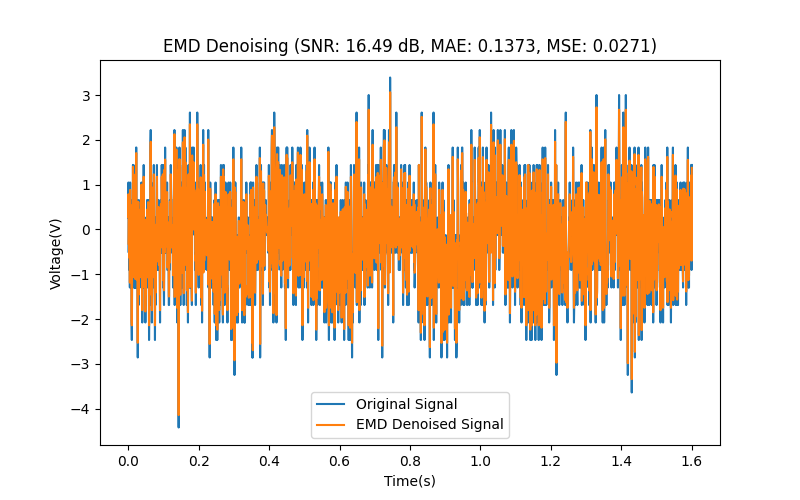 EMD Denoising (SNR: 16.49 dB, MAE: 0.1373, MSE: 0.0271)
3
2
1
0
−1
−2
−3
−4
Voltage(V)
Original Signal
EMD Denoised Signal
0.0 0.2 0.4 0.6 0.8 1.0 1.2 1.4 1.6
Time(s)